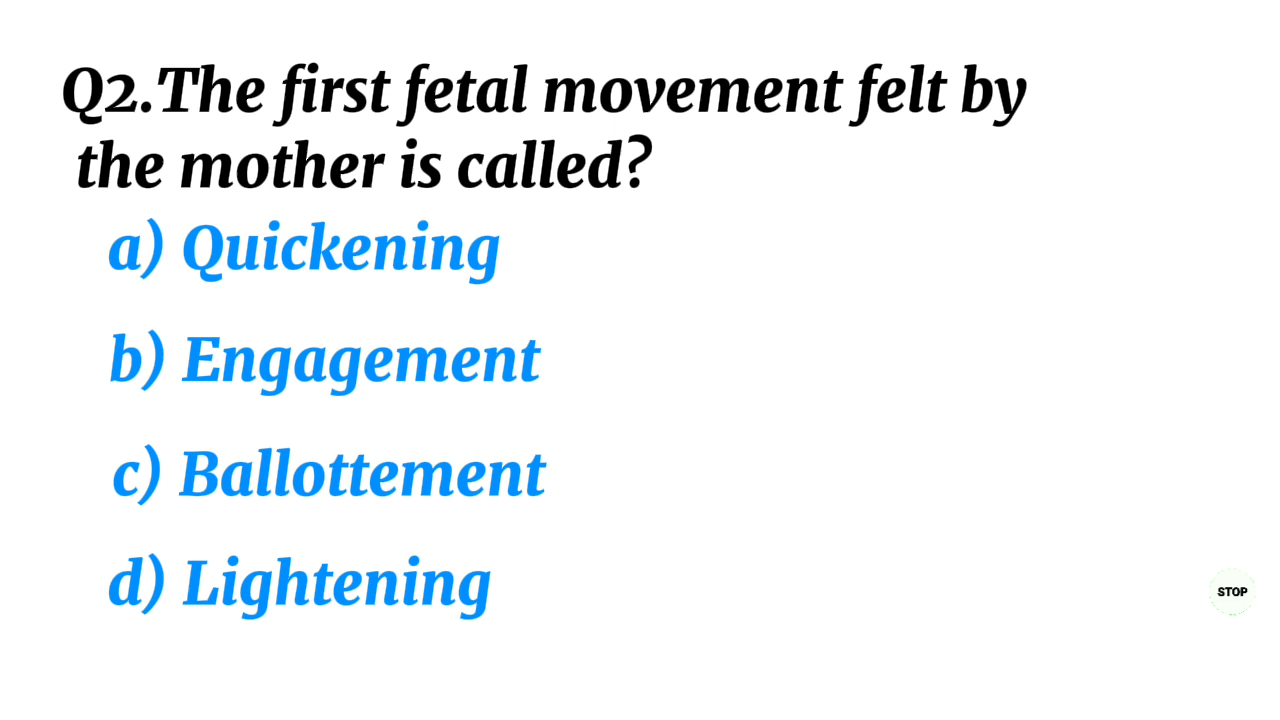 Q2.The first fetal movement felt by
the mother is called?
a) Quickening
b) Engagement
c) Ballottement
d) Lightening
STOP